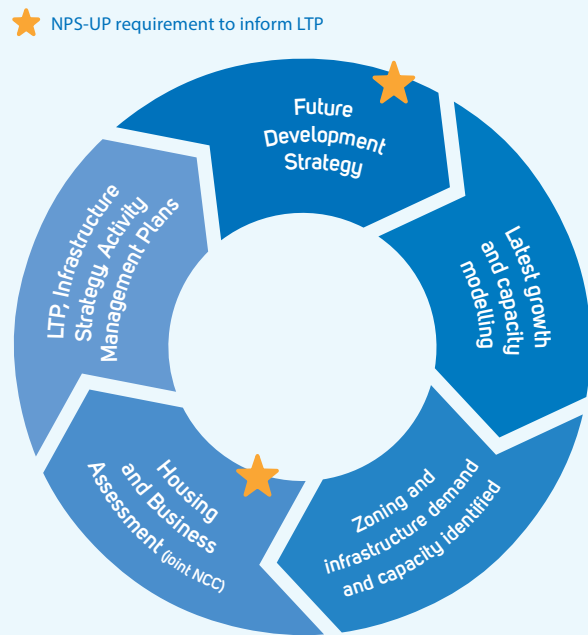 NPS-UP requirement to inform LTP
Future
Development
Strategy
Latest growth
and capacity
modelling
Zoning and
infrastructure demand
and capacity identified
Housing
and Business
Assessment (joint NCC)
LTP, Infrastructure
Strategy, Activity
Management Plans